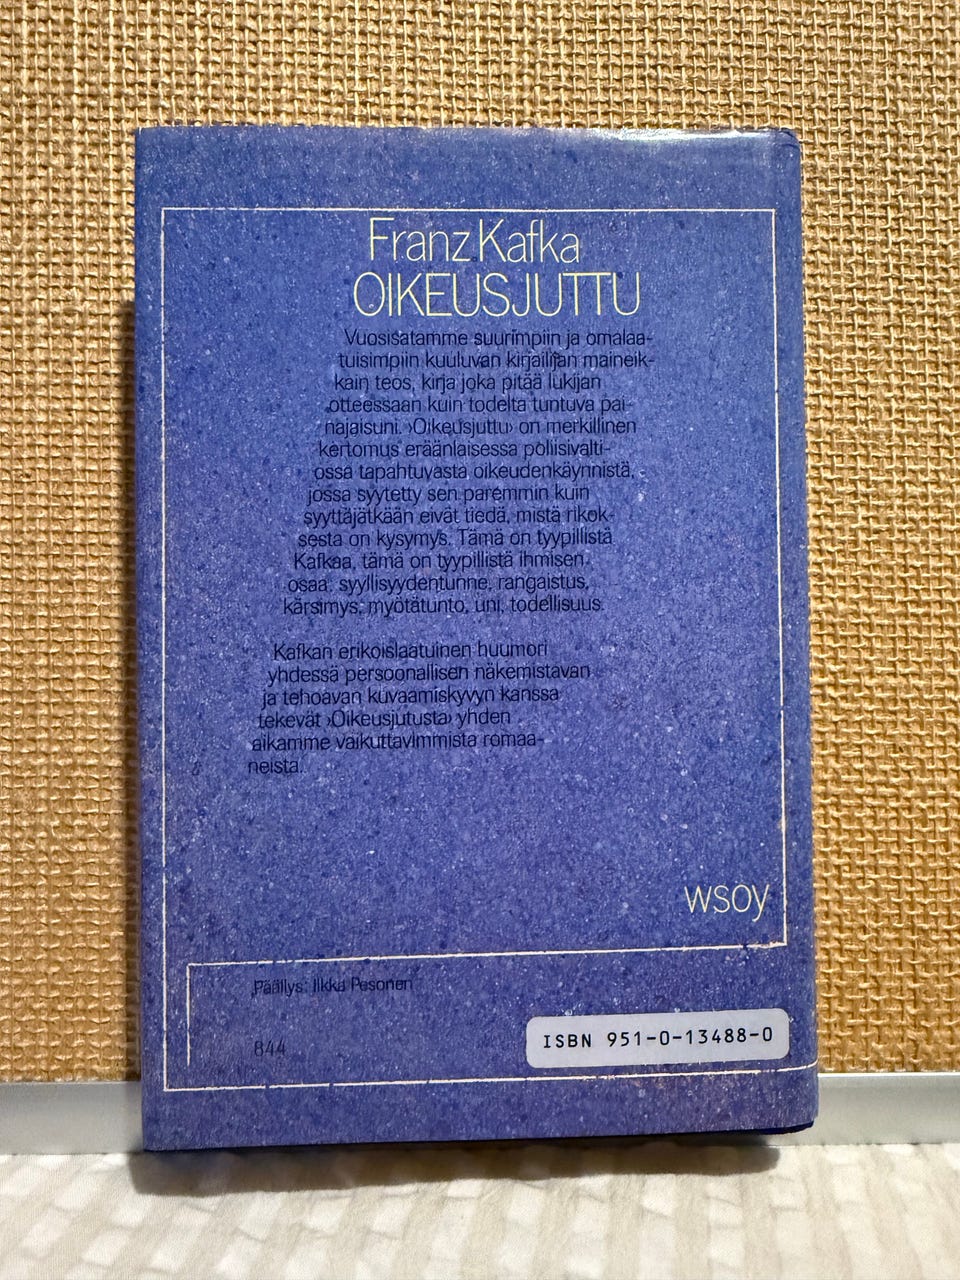 Franz Kafka
OIKEUSJUTTU
Vuosisatamme suurimpiin ja omalaa-
tuisimpiin kuuluvan kirjailijan maineik-
kain teos, kirja joka pitää lukijan
otteessaan kuin todelta tuntuva pai-
najaisuni. ›Oikeusjuttu› on merkillinen
kertomus eräänlaisessa poliisivalti-
ossa tapahtuvasta oikeudenkäynnistä,
jossa syytetty sen paremmin kuin
syyttäjätkään eivät tiedä, mistä rikok-
sesta on kysymys. Tämä on tyypillistä
Kafkaa, tämä on tyypillistä ihmisen
osaa: syyllisyydentunne, rangaistus,
kärsimys, myötätunto, uni, todellisuus.
Kafkan erikoislaatuinen huumori
yhdessä persoonallisen näkemistavan
ja tehoavan kuvaamiskyvyn kanssa
tekevät ›Oikeusjutusta› yhden
aikamme vaikuttavimmista romaa-
neista.
wsoy
Päällys: Ilkka Pesonen
844
ISBN 951-0-13488-0